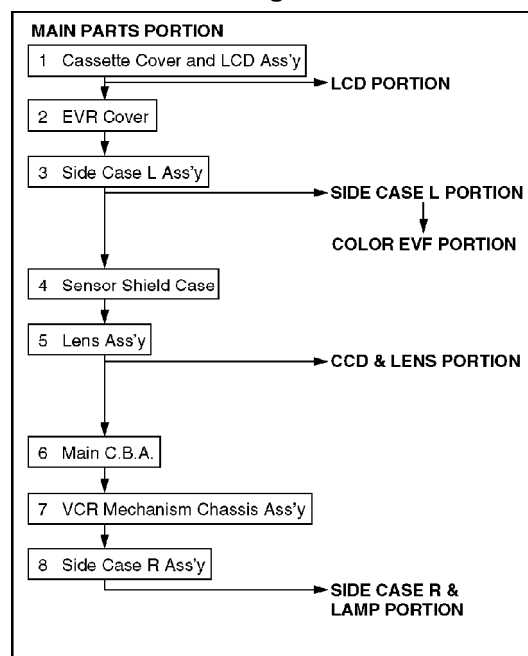 MAIN PARTS PORTION
1 Cassette Cover and LCD Ass'y
LCD PORTION
2 EVR Cover
3 Side Case L Ass'y
SIDE CASE L PORTION
COLOR EVF PORTION
4 Sensor Shield Case
5 Lens Ass'y
CCD & LENS PORTION
6 Main C.B.A.
7 VCR Mechanism Chassis Ass'y
8 Side Case R Ass'y
SIDE CASE R &
LAMP PORTION